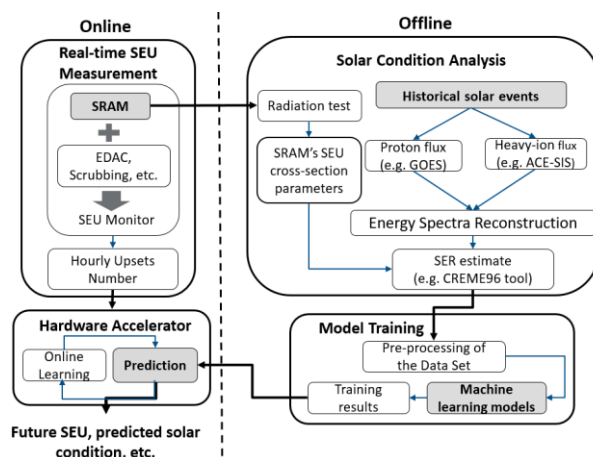 Online
Offline
Real-time SEU
Measurement
SRAM
EDAC,
Scrubbing, etc.
SEU Monitor
Hourly Upsets
Number
Hardware Accelerator
Online
Learning
Prediction
Future SEU, predicted solar
condition, etc.
Solar Condition Analysis
Radiation test
Historical solar events
SRAM's SEU
cross-section
parameters
Proton flux
(e.g. GOES)
Heavy-ion flux
(e.g. ACE-SIS)
Energy Spectra Reconstruction
SER estimate
(e.g. CREME96 tool)
Model Training
Pre-processing of
the Data Set
Training
results
Machine
learning models